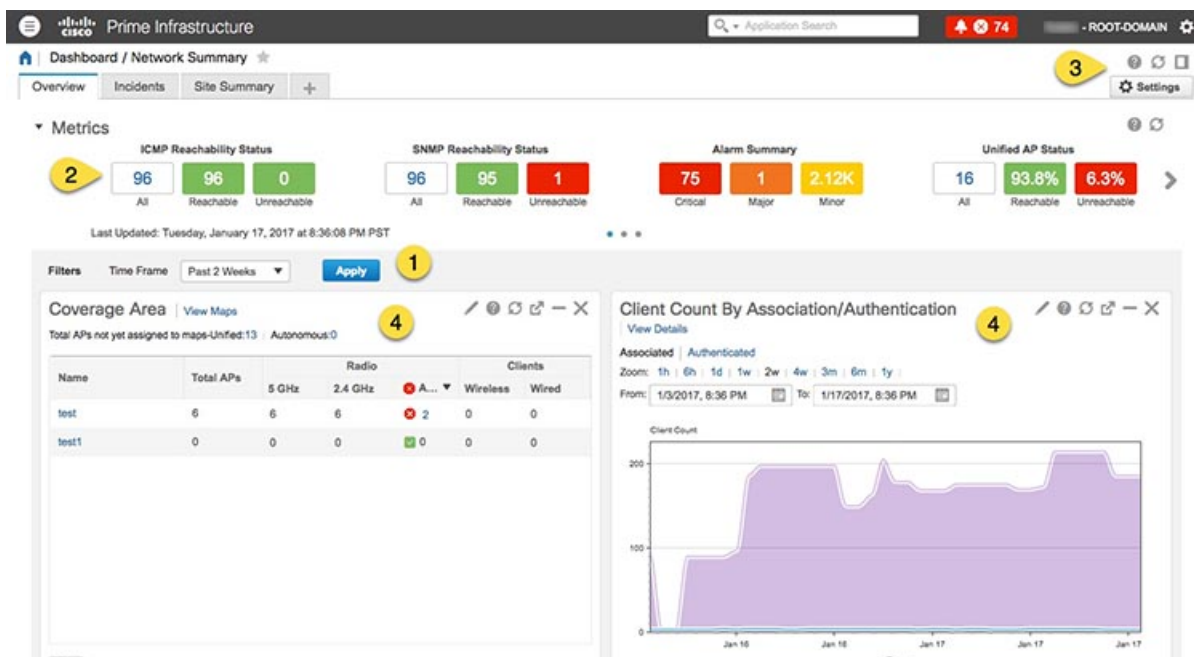 cisco Prime Infrastructure
Application Search
74
- ROOT-DOMAIN
Dashboard / Network Summary
3
Overview Incidents Site Summary +
Settings
Metrics
ICMP Reachability Status SNMP Reachability Status Alarm Summary Unified AP Status
2
96 96 0 96 95 1 75 1 2.12K 16 93.8% 6.3%
All Reachable Unreachable All Reachable Unreachable Critical Major Minor All Reachable Unreachable
Last Updated: Tuesday, January 17, 2017 at 8:36:08 PM PST
Filters Time Frame Past 2 Weeks Apply 1
Coverage Area | View Maps
4
Total APs not yet assigned to maps-Unified:13 | Autonomous:0
Name Total APs Radio Clients
5 GHz 2.4 GHz A... Wireless Wired
test 6 6 6 2 0 0
test1 0 0 0 0 0 0
Client Count By Association/Authentication
4
| View Details
Associated | Authenticated
Zoom: 1h | 6h | 1d | 1w | 2w | 4w | 3m | 6m | 1y |
From: 1/3/2017, 8:36 PM To: 1/17/2017, 8:36 PM
Client Count
200
100
0
Jan 16 Jan 16 Jan 17 Jan 17 Jan 17